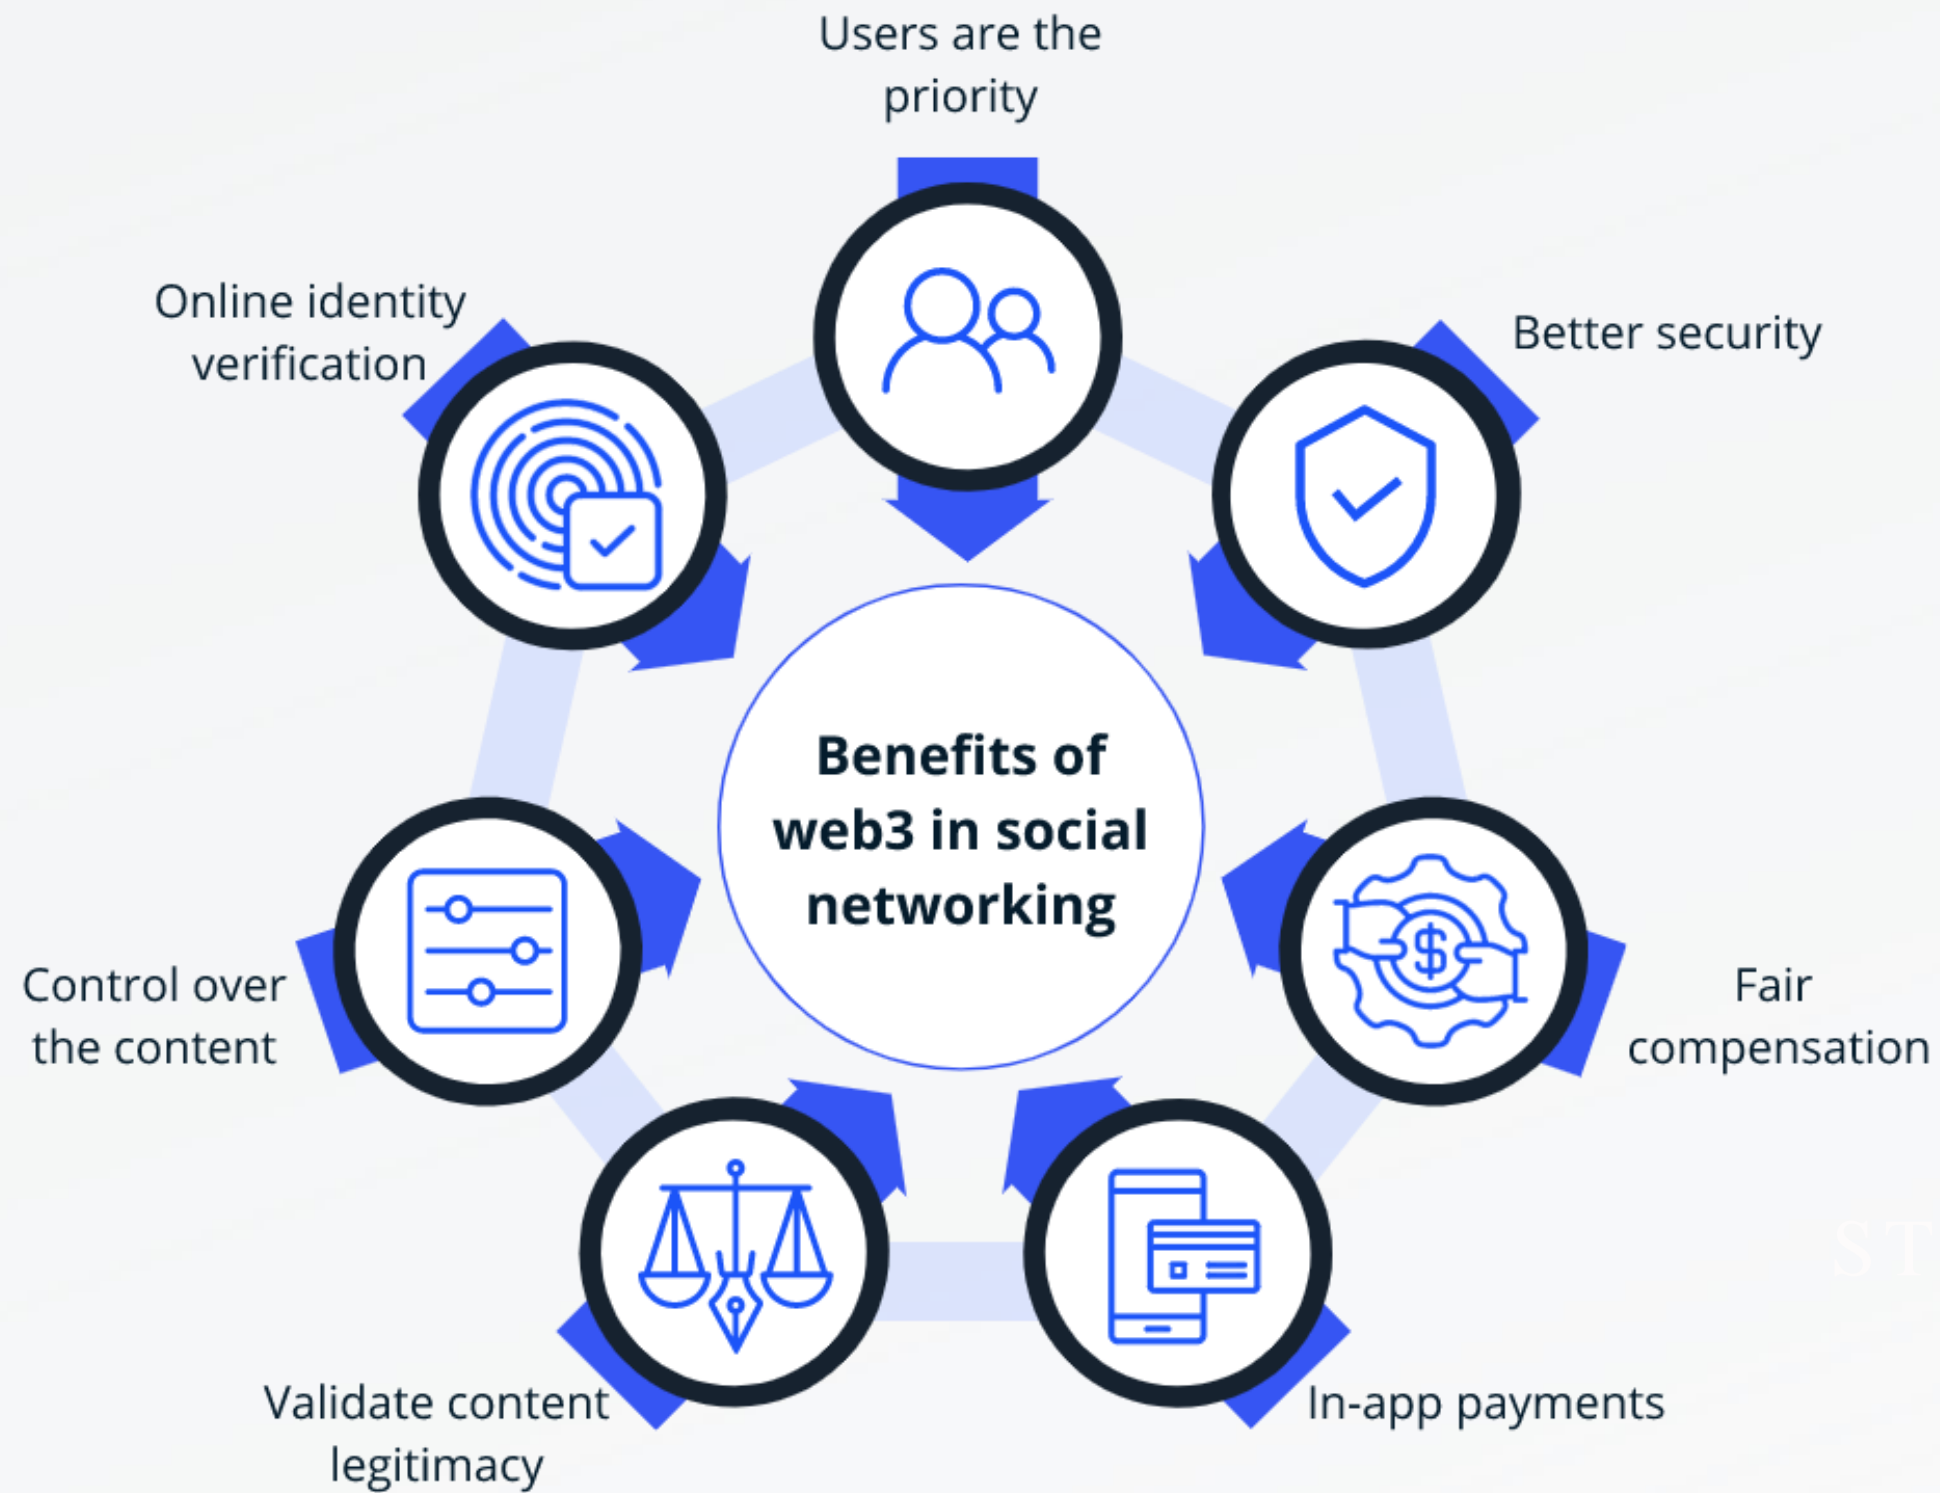 Users are the
priority
Better security
Fair
compensation
In-app payments
Validate content
legitimacy
Control over
the content
Online identity
verification
Benefits of
web3 in social
networking
$
ST